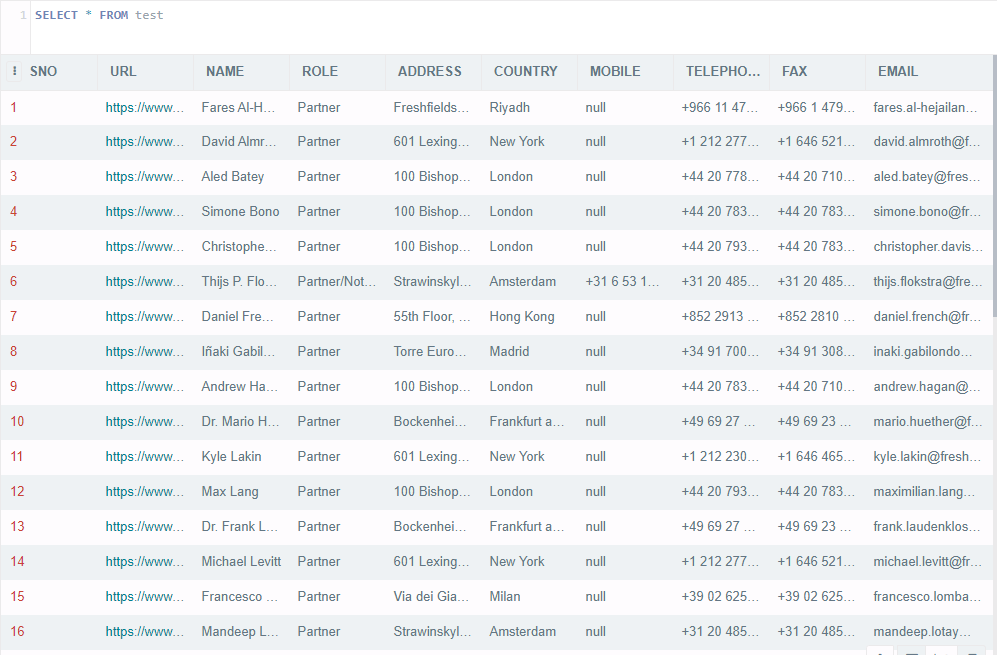 1 SELECT * FROM test
SNO URL NAME ROLE ADDRESS COUNTRY MOBILE TELEPHO... FAX EMAIL
1 https://www... Fares Al-H... Partner Freshfields... Riyadh null +966 11 47... +966 1 479... fares.al-hejailan...
2 https://www... David Almr... Partner 601 Lexing... New York null +1 212 277... +1 646 521... david.almroth@f...
3 https://www... Aled Batey Partner 100 Bishop... London null +44 20 778... +44 20 710... aled.batey@fres...
4 https://www... Simone Bono Partner 100 Bishop... London null +44 20 783... +44 20 783... simone.bono@fr...
5 https://www... Christophe... Partner 100 Bishop... London null +44 20 793... +44 20 783... christopher.davis...
6 https://www... Thijs P. Flo... Partner/Not... Strawinskyl... Amsterdam +31 6 53 1... +31 20 485... +31 20 485... thijs.flokstra@fre...
7 https://www... Daniel Fre... Partner 55th Floor, ... Hong Kong null +852 2913 ... +852 2810 ... daniel.french@fr...
8 https://www... Iñaki Gabil... Partner Torre Euro... Madrid null +34 91 700... +34 91 308... inaki.gabilondo...
9 https://www... Andrew Ha... Partner 100 Bishop... London null +44 20 783... +44 20 710... andrew.hagan@...
10 https://www... Dr. Mario H... Partner Bockenhei... Frankfurt a... null +49 69 27 ... +49 69 23 ... mario.huether@f...
11 https://www... Kyle Lakin Partner 601 Lexing... New York null +1 212 230... +1 646 465... kyle.lakin@fresh...
12 https://www... Max Lang Partner 100 Bishop... London null +44 20 793... +44 20 783... maximilian.lang...
13 https://www... Dr. Frank L... Partner Bockenhei... Frankfurt a... null +49 69 27 ... +49 69 23 ... frank.laudenklos...
14 https://www... Michael Levitt Partner 601 Lexing... New York null +1 212 277... +1 646 521... michael.levitt@fr...
15 https://www... Francesco ... Partner Via dei Gia... Milan null +39 02 625... +39 02 625... francesco.lomba...
16 https://www... Mandeep L... Partner Strawinskyl... Amsterdam null +31 20 485... +31 20 485... mandeep.lotay...